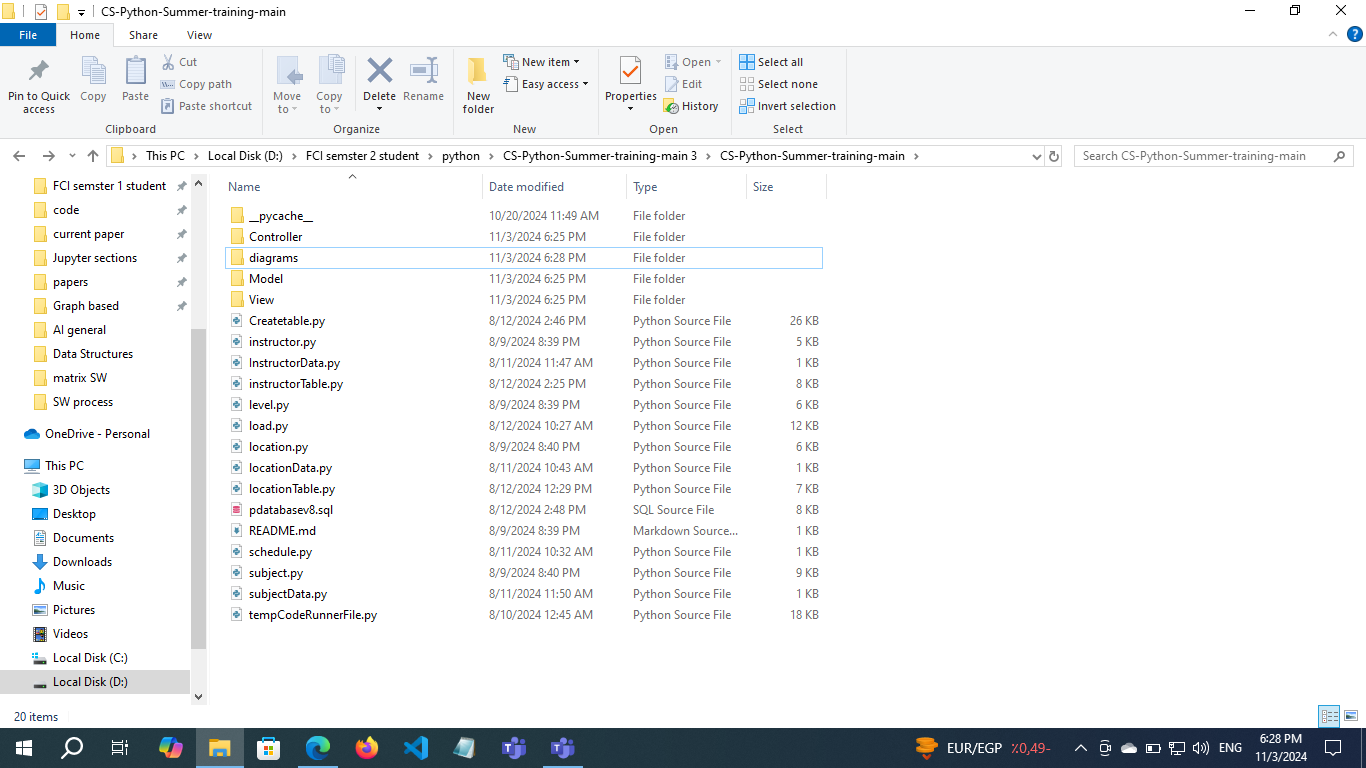 CS-Python-Summer-training-main
File Home Share View
Pin to Quick access
Copy
Paste
Cut
Copy path
Paste shortcut
Clipboard
Move to
Copy to
Delete
Rename
Organize
New folder
New item
Easy access
New
Properties
Open
Edit
History
Open
Select all
Select none
Invert selection
Select
This PC > Local Disk (D:) > FCI semster 2 student > python > CS-Python-Summer-training-main 3 > CS-Python-Summer-training-main >
Search CS-Python-Summer-training-main
FCI semster 1 student
code
current paper
Jupyter sections
papers
Graph based
AI general
Data Structures
matrix SW
SW process
OneDrive - Personal
This PC
3D Objects
Desktop
Documents
Downloads
Music
Pictures
Videos
Local Disk (C:)
Local Disk (D:)
Name Date modified Type Size
__pycache__ 10/20/2024 11:49 AM File folder
Controller 11/3/2024 6:25 PM File folder
diagrams 11/3/2024 6:28 PM File folder
Model 11/3/2024 6:25 PM File folder
View 11/3/2024 6:25 PM File folder
Createtable.py 8/12/2024 2:46 PM Python Source File 26 KB
instructor.py 8/9/2024 8:39 PM Python Source File 5 KB
InstructorData.py 8/11/2024 11:47 AM Python Source File 1 KB
instructorTable.py 8/12/2024 2:25 PM Python Source File 8 KB
level.py 8/9/2024 8:39 PM Python Source File 6 KB
load.py 8/12/2024 10:27 AM Python Source File 12 KB
location.py 8/9/2024 8:40 PM Python Source File 6 KB
locationData.py 8/11/2024 10:43 AM Python Source File 1 KB
locationTable.py 8/12/2024 12:29 PM Python Source File 7 KB
pdatabasev8.sql 8/12/2024 2:48 PM SQL Source File 8 KB
README.md 8/9/2024 8:39 PM Markdown Source... 1 KB
schedule.py 8/11/2024 10:32 AM Python Source File 1 KB
subject.py 8/9/2024 8:40 PM Python Source File 9 KB
subjectData.py 8/11/2024 11:50 AM Python Source File 1 KB
tempCodeRunnerFile.py 8/10/2024 12:45 AM Python Source File 18 KB
20 items
EUR/EGP ٪0,49-
ENG
6:28 PM
11/3/2024